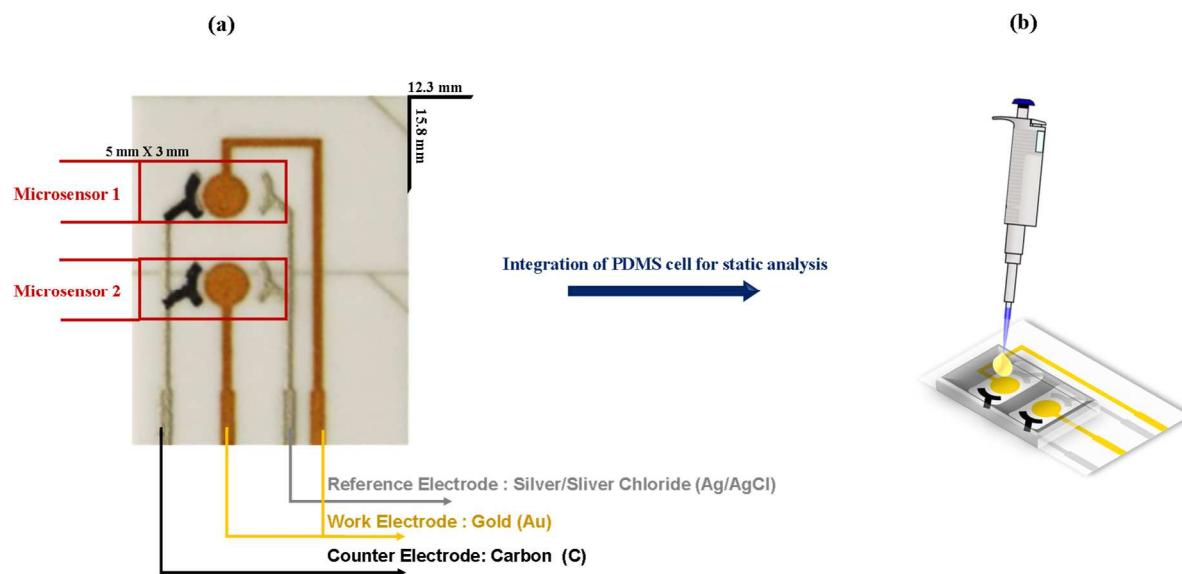 (a)
(b)
12.3 mm
15.8 mm
5 mm X 3 mm
Microsensor 1
Microsensor 2
Integration of PDMS cell for static analysis
Reference Electrode : Silver/Sliver Chloride (Ag/AgCl)
Work Electrode : Gold (Au)
Counter Electrode: Carbon (C)